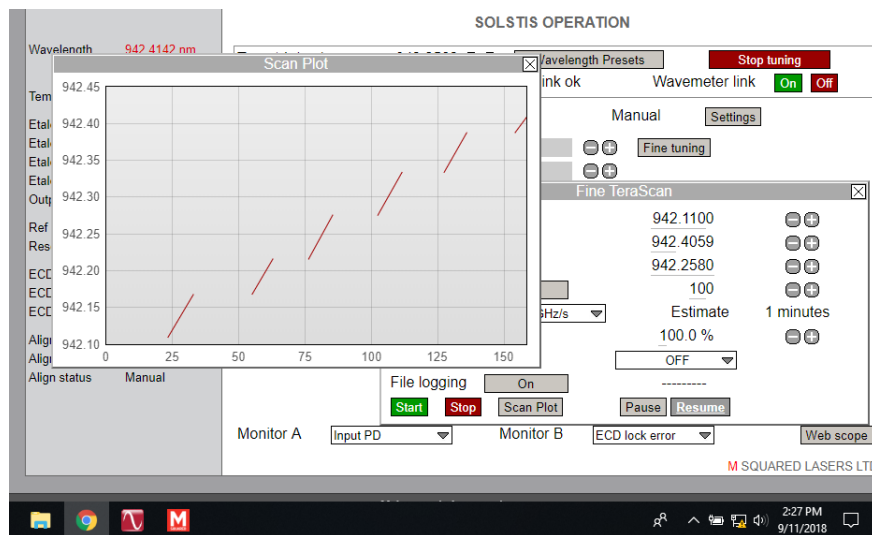 SOLSTIS OPERATION
Wavelength 942.4142 nm
Wavelength Presets
Stop tuning
Scan Plot
ink ok
Wavemeter link
On
Off
942.45
942.40
942.35
942.30
942.25
942.20
942.15
942.10
0 25 50 75 100 125 150
Manual
Settings
Fine tuning
Fine TeraScan
942.1100
942.4059
942.2580
100
GHz/s
Estimate 1 minutes
100.0 %
OFF
Align status Manual
File logging On
---------
Start Stop Scan Plot Pause Resume
Monitor A Input PD Monitor B ECD lock error Web scope
M SQUARED LASERS LTD
2:27 PM
9/11/2018